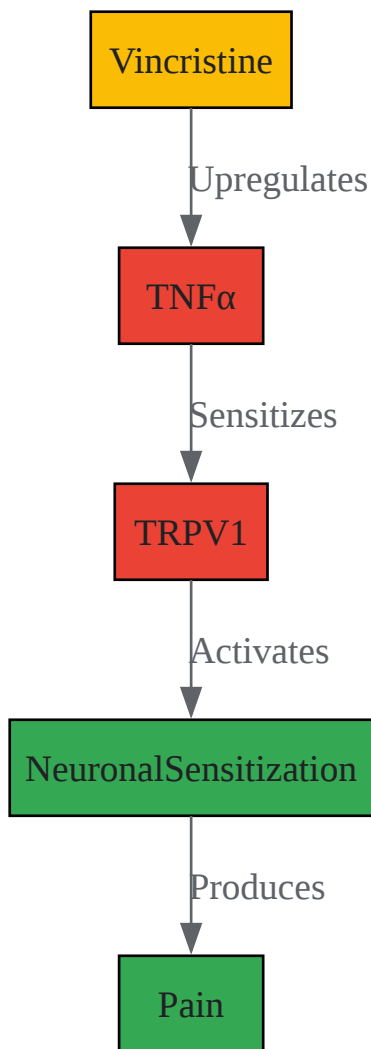 Vincristine
Upregulates
TNFα
Sensitizes
TRPV1
Activates
NeuronalSensitization
Produces
Pain